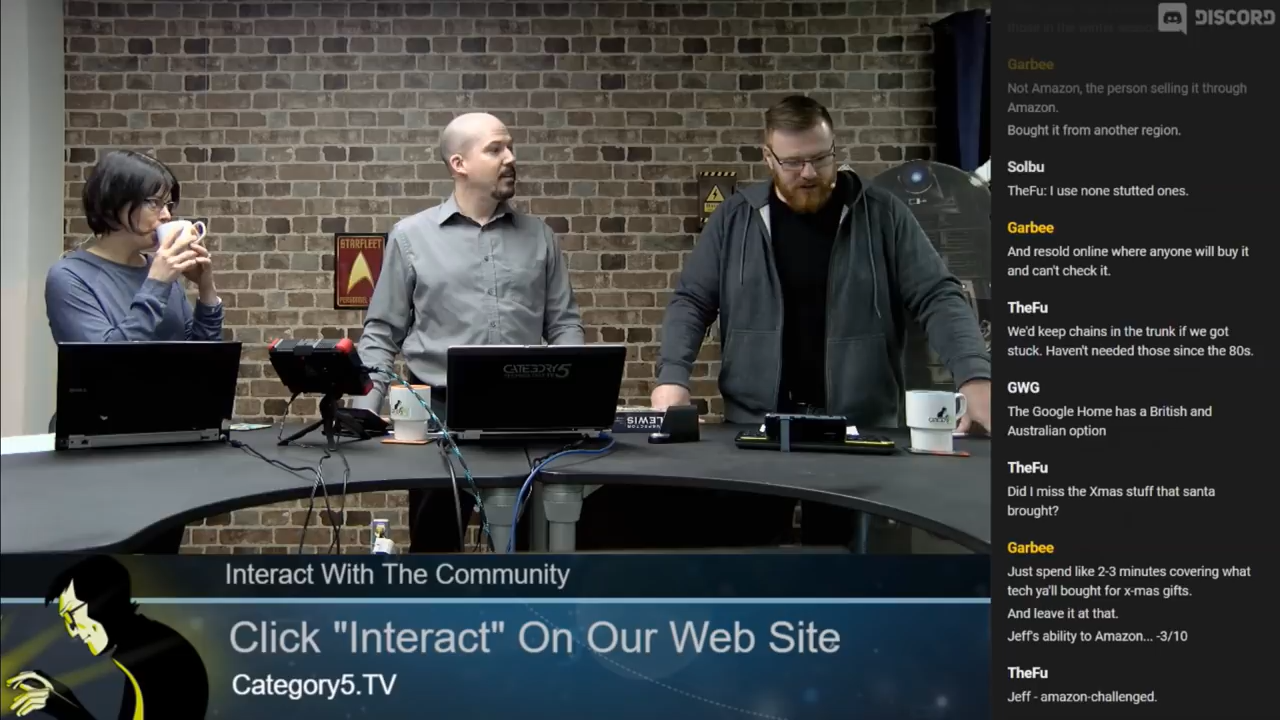 STARFLEET
CATEGORY5
LEWIS
Interact With The Community
Click "Interact" On Our Web Site
Category5.TV
DISCORD
Garbee
Not Amazon, the person selling it through
Amazon.
Bought it from another region.
Solbu
TheFu: I use none stutted ones.
Garbee
And resold online where anyone will buy it
and can't check it.
TheFu
We'd keep chains in the trunk if we got
stuck. Haven't needed those since the 80s.
GWG
The Google Home has a British and
Australian option
TheFu
Did I miss the Xmas stuff that santa
brought?
Garbee
Just spend like 2-3 minutes covering what
tech ya'll bought for x-mas gifts.
And leave it at that.
Jeff's ability to Amazon... -3/10
TheFu
Jeff - amazon-challenged.